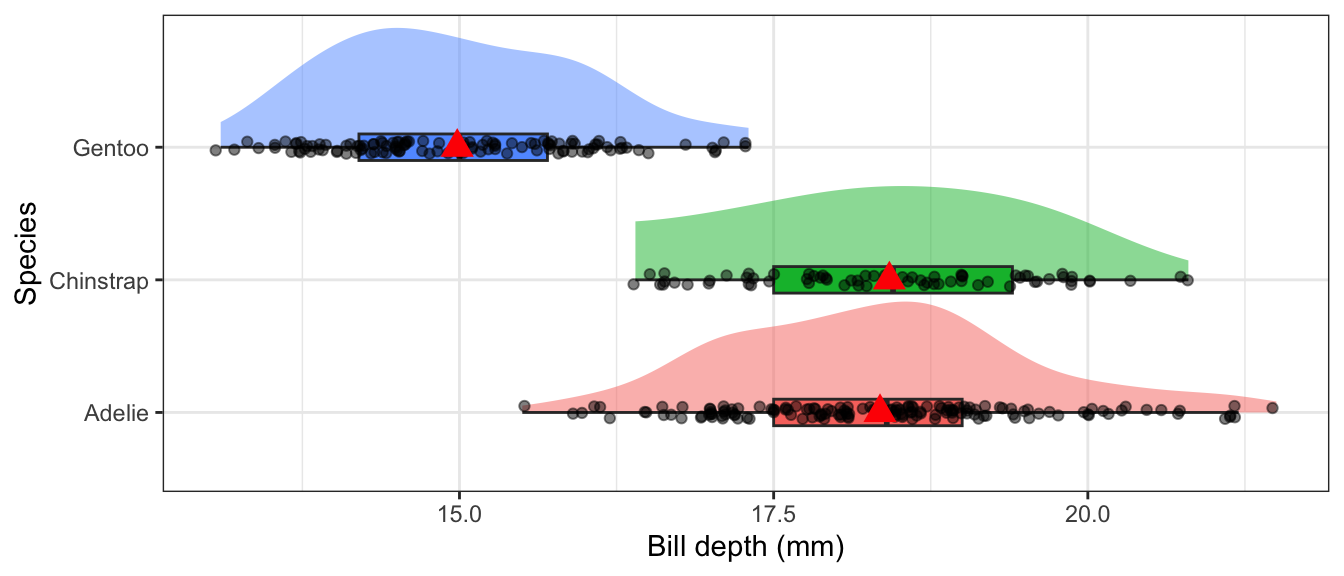 Species
Gentoo
Chinstrap
Adelie
15.0 17.5 20.0
Bill depth (mm)